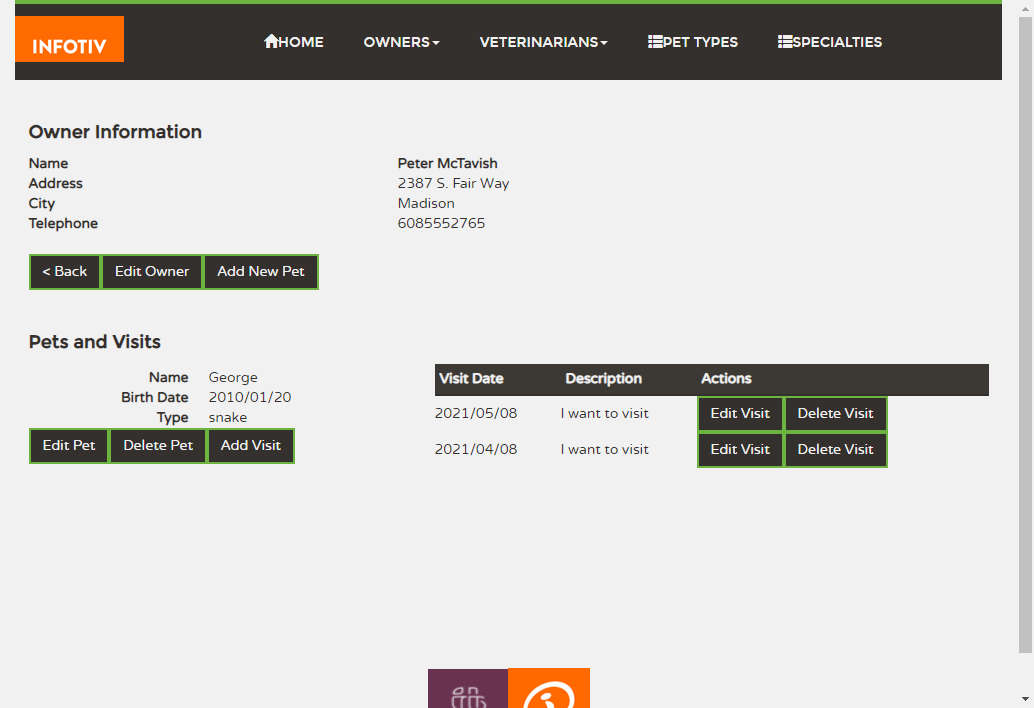 INFOTIV
HOME OWNERS VETERINARIANS PET TYPES SPECIALTIES
Owner Information
Name Peter McTavish
Address 2387 S. Fair Way
City Madison
Telephone 6085552765
< Back Edit Owner Add New Pet
Pets and Visits
Name George
Birth Date 2010/01/20
Type snake
Edit Pet Delete Pet Add Visit
Visit Date Description Actions
2021/05/08 I want to visit Edit Visit Delete Visit
2021/04/08 I want to visit Edit Visit Delete Visit